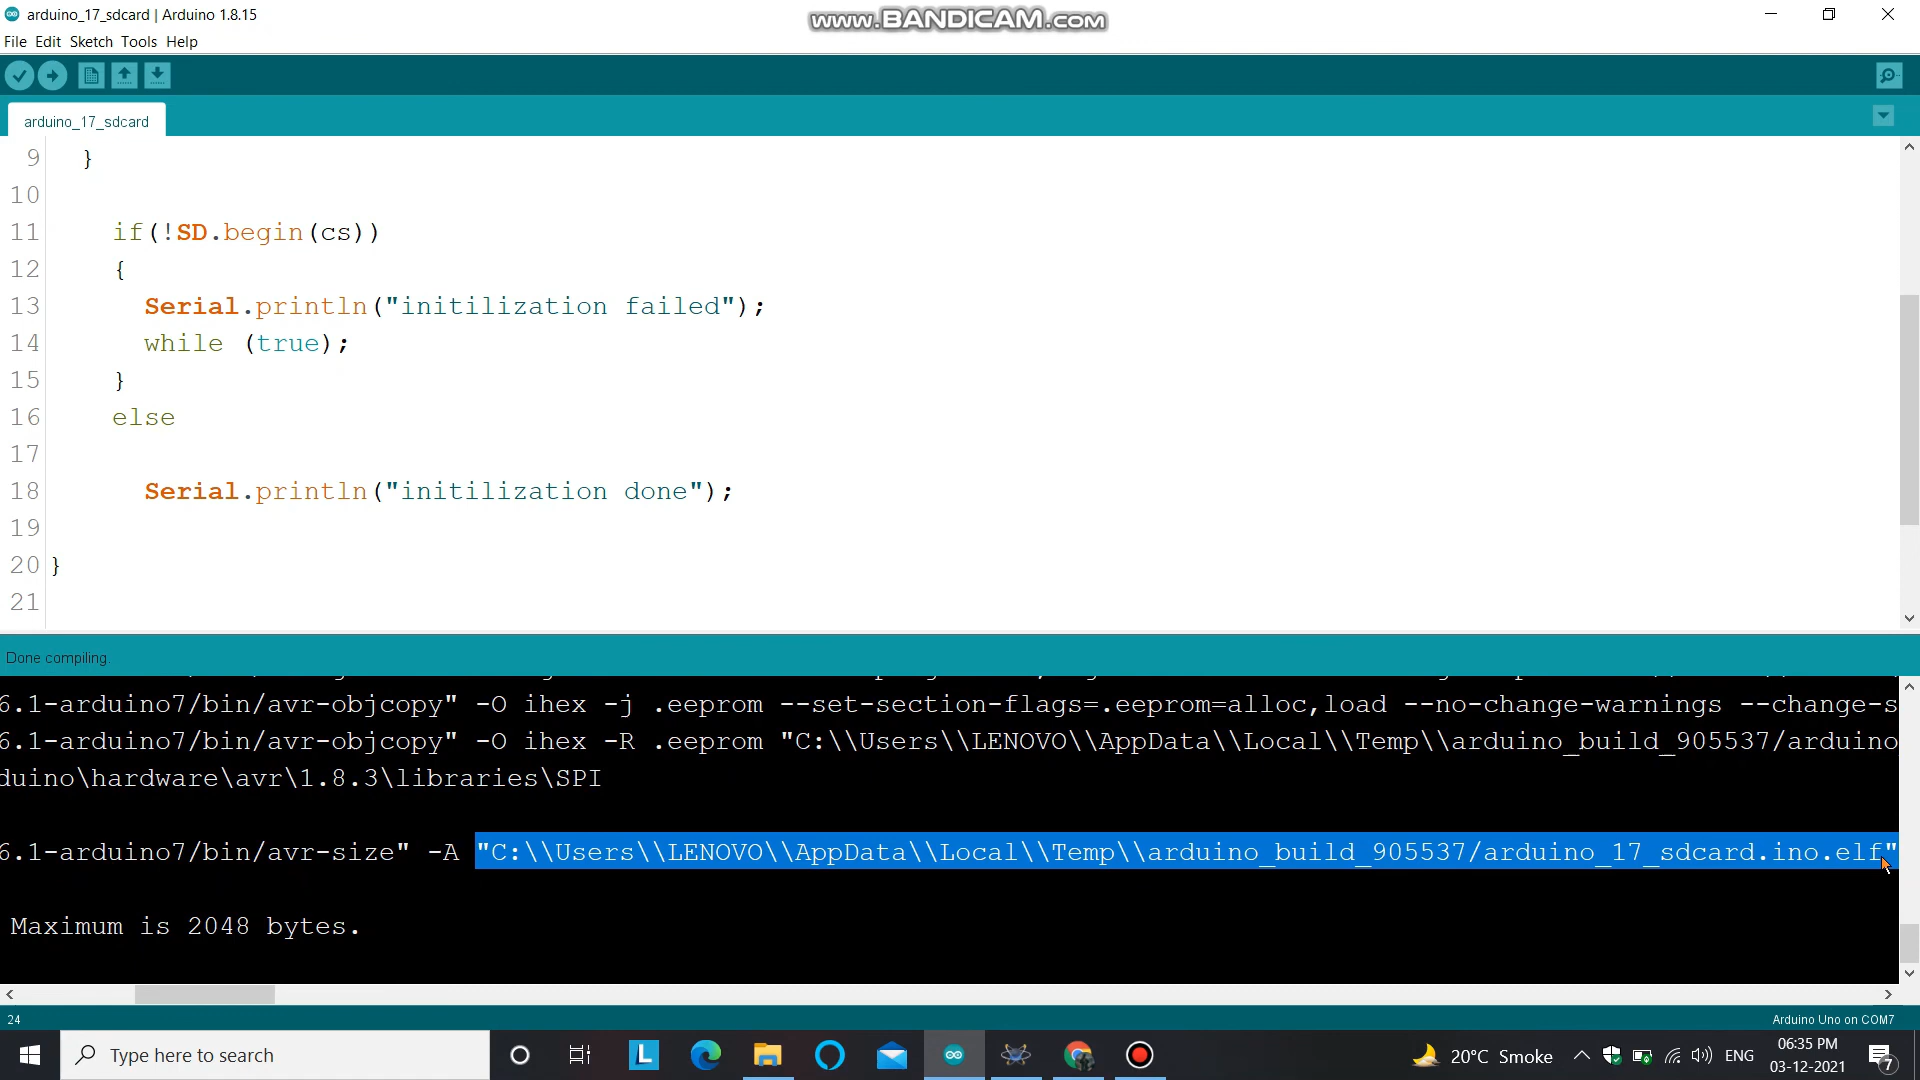 arduino_17_sdcard | Arduino 1.8.15
www.BANDICAM.com
File Edit Sketch Tools Help
arduino_17_sdcard
9 }
10
11 if(!SD.begin(cs))
12 {
13 Serial.println("initilization failed");
14 while (true);
15 }
16 else
17
18 Serial.println("initilization done");
19
20 }
21
Done compiling.
6.1-arduino7/bin/avr-objcopy" -O ihex -j .eeprom --set-section-flags=.eeprom=alloc,load --no-change-warnings --change-s
6.1-arduino7/bin/avr-objcopy" -O ihex -R .eeprom "C:\\Users\\LENOVO\\AppData\\Local\\Temp\\arduino_build_905537/arduino
duino\hardware\avr\1.8.3\libraries\SPI
6.1-arduino7/bin/avr-size" -A "C:\\Users\\LENOVO\\AppData\\Local\\Temp\\arduino_build_905537/arduino_17_sdcard.ino.elf"
Maximum is 2048 bytes.
24
Arduino Uno on COM7
Type here to search
L
20°C Smoke
ENG
06:35 PM
03-12-2021
7